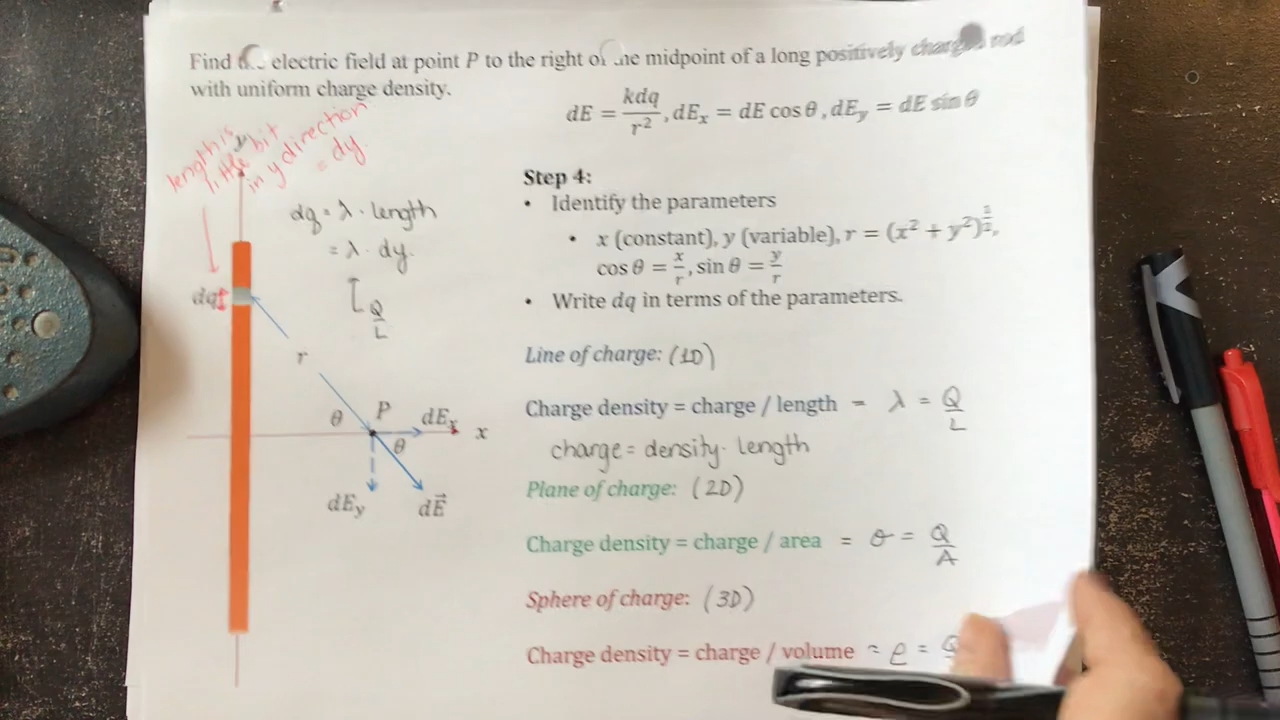 Find electric field at point P to the right of midpoint of a long positively charged rod
with uniform charge density.
dE = kdq/r², dEₓ = dE cos θ, dE_y = dE sin θ
length is
little bit
in y direction
= dy.
y
dq = λ · length
= λ · dy.
Q/L
dq
r
θ
P
dEₓ
x
θ
dE_y
dE⃗
Step 4:
• Identify the parameters
• x (constant), y (variable), r = (x² + y²)^(1/2),
cos θ = x/r, sin θ = y/r
• Write dq in terms of the parameters.
Line of charge: (1D)
Charge density = charge / length = λ = Q/L
charge = density · length
Plane of charge: (2D)
Charge density = charge / area = σ = Q/A
Sphere of charge: (3D)
Charge density = charge / volume = ρ =